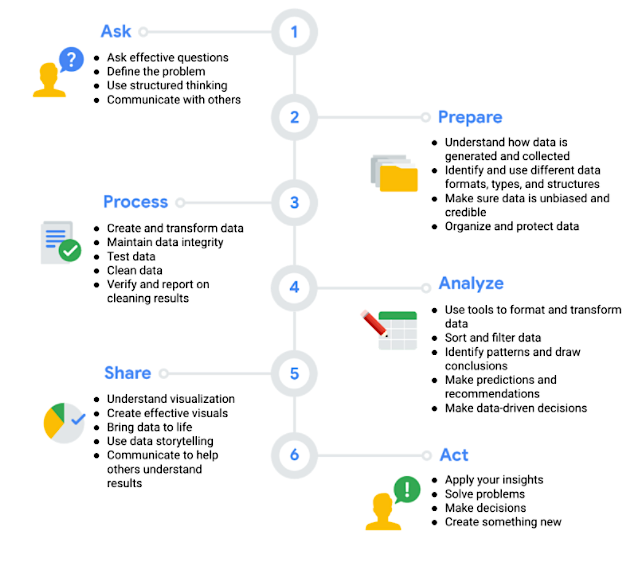 Ask
1
?
● Ask effective questions
● Define the problem
● Use structured thinking
● Communicate with others
2
Prepare
● Understand how data is
generated and collected
● Identify and use different data
formats, types, and structures
● Make sure data is unbiased and
credible
● Organize and protect data
Process
3
● Create and transform data
● Maintain data integrity
● Test data
● Clean data
● Verify and report on
cleaning results
4
Analyze
● Use tools to format and transform
data
● Sort and filter data
● Identify patterns and draw
conclusions
● Make predictions and
recommendations
● Make data-driven decisions
Share
5
● Understand visualization
● Create effective visuals
● Bring data to life
● Use data storytelling
● Communicate to help
others understand
results
6
Act
!
● Apply your insights
● Solve problems
● Make decisions
● Create something new